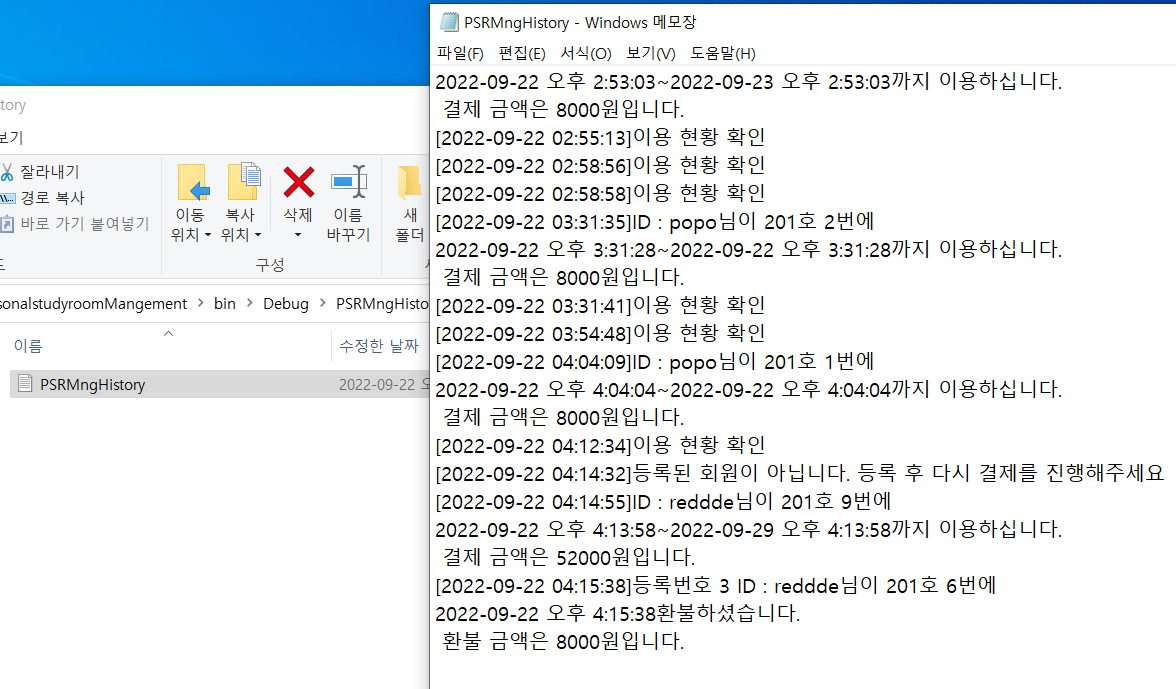 PSRMngHistory - Windows 메모장
파일(F) 편집(E) 서식(O) 보기(V) 도움말(H)
2022-09-22 오후 2:53:03~2022-09-23 오후 2:53:03까지 이용하십니다.
결제 금액은 8000원입니다.
[2022-09-22 02:55:13]이용 현황 확인
[2022-09-22 02:58:56]이용 현황 확인
[2022-09-22 02:58:58]이용 현황 확인
[2022-09-22 03:31:35]ID : popo님이 201호 2번에
2022-09-22 오후 3:31:28~2022-09-22 오후 3:31:28까지 이용하십니다.
결제 금액은 8000원입니다.
[2022-09-22 03:31:41]이용 현황 확인
[2022-09-22 03:54:48]이용 현황 확인
[2022-09-22 04:04:09]ID : popo님이 201호 1번에
2022-09-22 오후 4:04:04~2022-09-22 오후 4:04:04까지 이용하십니다.
결제 금액은 8000원입니다.
[2022-09-22 04:12:34]이용 현황 확인
[2022-09-22 04:14:32]등록된 회원이 아닙니다. 등록 후 다시 결제를 진행해주세요
[2022-09-22 04:14:55]ID : reddde님이 201호 9번에
2022-09-22 오후 4:13:58~2022-09-29 오후 4:13:58까지 이용하십니다.
결제 금액은 52000원입니다.
[2022-09-22 04:15:38]등록번호 3 ID : reddde님이 201호 6번에
2022-09-22 오후 4:15:38환불하셨습니다.
환불 금액은 8000원입니다.
tory
보기
잘라내기
경로 복사
바로 가기 붙여넣기
이동 위치
복사 위치
삭제
이름 바꾸기
새 폴더
구성
sonalstudyroomMangement > bin > Debug > PSRMngHisto
이름 수정한 날짜
PSRMngHistory 2022-09-22 오